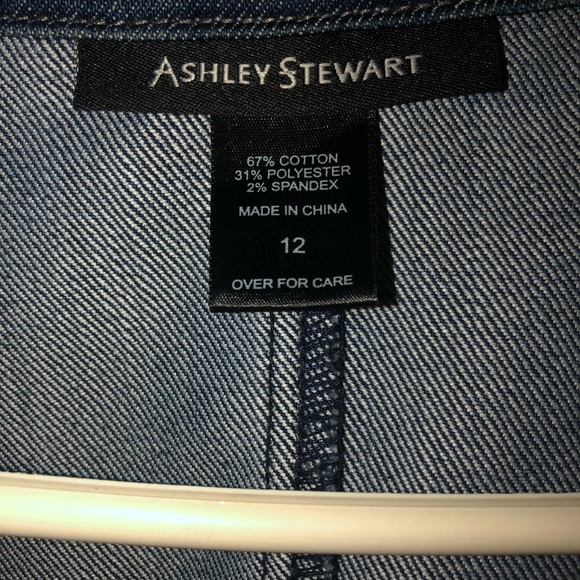 ASHLEY STEWART
67% COTTON
31% POLYESTER
2% SPANDEX
MADE IN CHINA
12
OVER FOR CARE